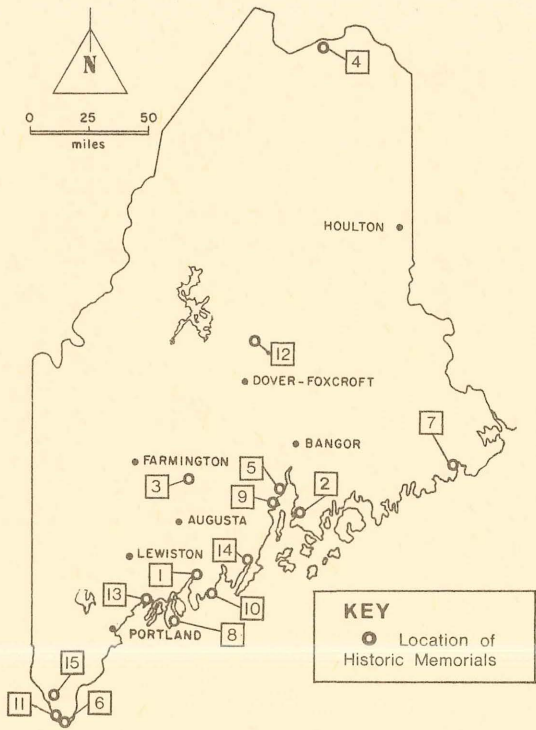 N
0 25 50
miles
4
HOULTON
12
DOVER-FOXCROFT
7
BANGOR
FARMINGTON
5
3
2
9
AUGUSTA
LEWISTON
14
1
13
10
PORTLAND
8
KEY
Location of
Historic Memorials
15
11
6